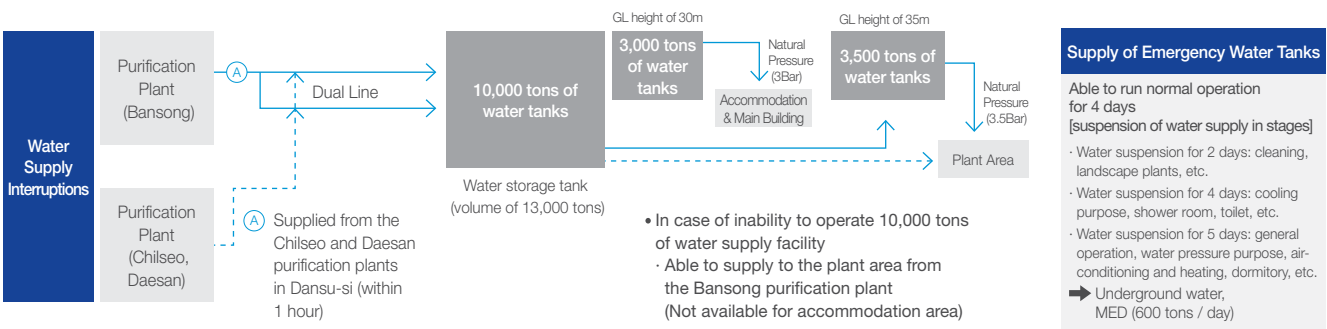 Water
Supply
Interruptions
Purification
Plant
(Bansong)
Purification
Plant
(Chilseo,
Daesan)
A
Dual Line
A
Supplied from the
Chilseo and Daesan
purification plants
in Dansu-si (within
1 hour)
10,000 tons of
water tanks
Water storage tank
(volume of 13,000 tons)
GL height of 30m
3,000 tons
of water
tanks
Natural
Pressure
(3Bar)
Accommodation
& Main Building
GL height of 35m
3,500 tons of
water tanks
Natural
Pressure
(3.5Bar)
Plant Area
• In case of inability to operate 10,000 tons
of water supply facility
· Able to supply to the plant area from
the Bansong purification plant
(Not available for accommodation area)
Supply of Emergency Water Tanks
Able to run normal operation
for 4 days
[suspension of water supply in stages]
· Water suspension for 2 days: cleaning,
landscape plants, etc.
· Water suspension for 4 days: cooling
purpose, shower room, toilet, etc.
· Water suspension for 5 days: general
operation, water pressure purpose, air-
conditioning and heating, dormitory, etc.
➡ Underground water,
MED (600 tons / day)